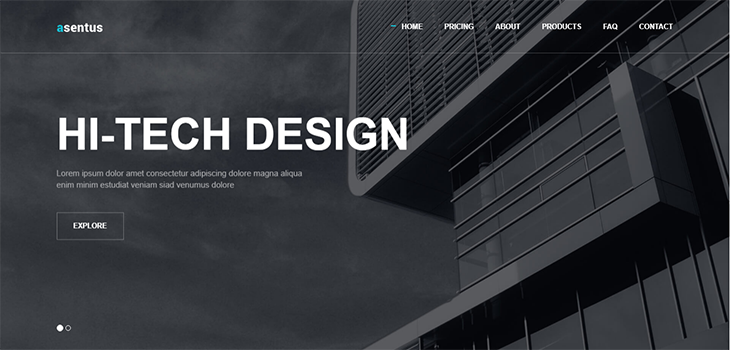 asentus
HOME PRICING ABOUT PRODUCTS FAQ CONTACT
HI-TECH DESIGN
Lorem ipsum dolor amet consectetur adipiscing dolore magna aliqua
enim minim estudiat veniam siad venumus dolore
EXPLORE